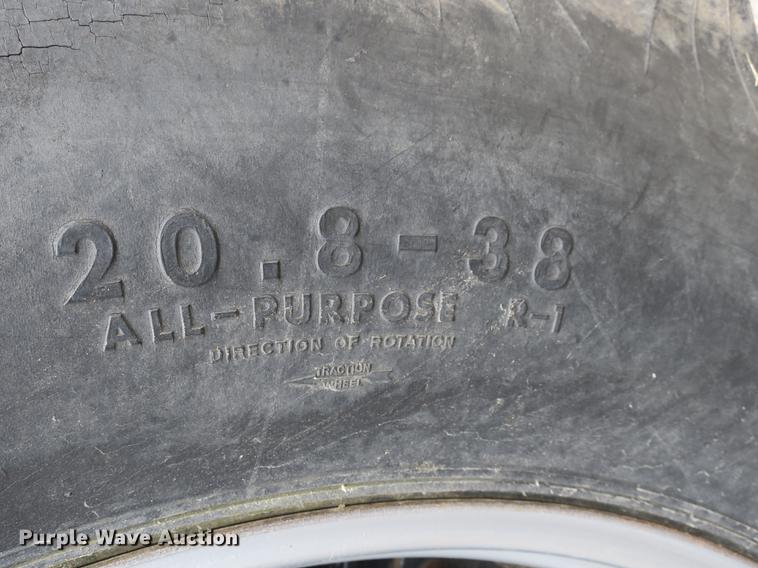 20.8-38
ALL-PURPOSE R-1
DIRECTION OF ROTATION
TRACTION
WHEEL
Purple Wave Auction